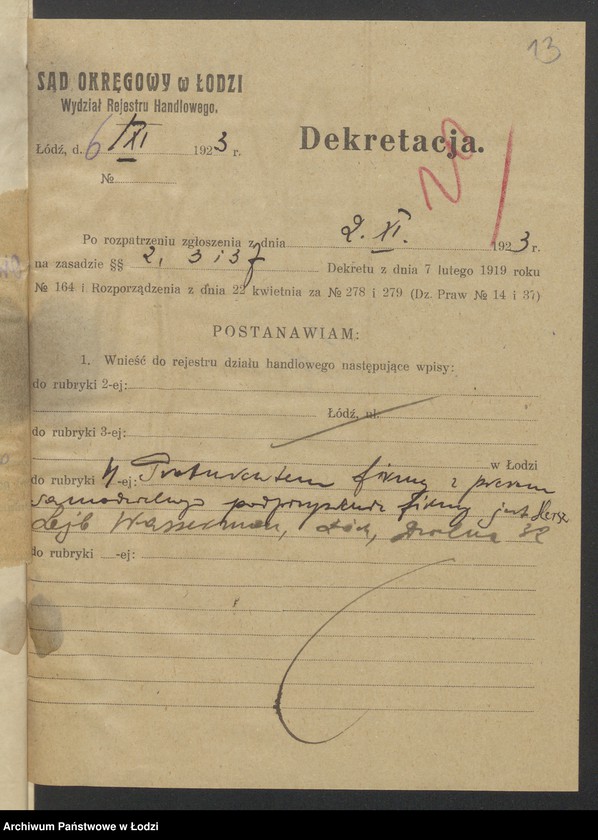 13
SĄD OKRĘGOWY w ŁODZI
Wydział Rejestru Handlowego.
Łódź, d. 6/XI 1923 r.
Dekretacja.
№
Po rozpatrzeniu zgłoszenia z dnia 2. XI. 1923 r.
na zasadzie §§ 2, 3 i 37 Dekretu z dnia 7 lutego 1919 roku
№ 164 i Rozporządzenia z dnia 22 kwietnia za № 278 i 279 (Dz. Praw № 14 i 37)
POSTANAWIAM:
1. Wnieść do rejestru działu handlowego następujące wpisy:
do rubryki 2-ej:
Łódź, ul.
do rubryki 3-ej:
w Łodzi
do rubryki 4-ej: Prokurentem firmy z prawem
samodzielnego podpisywania firmy jest Hersz
Lejb Wasserman, Łódź,
do rubryki -ej:
Archiwum Państwowe w Łodzi